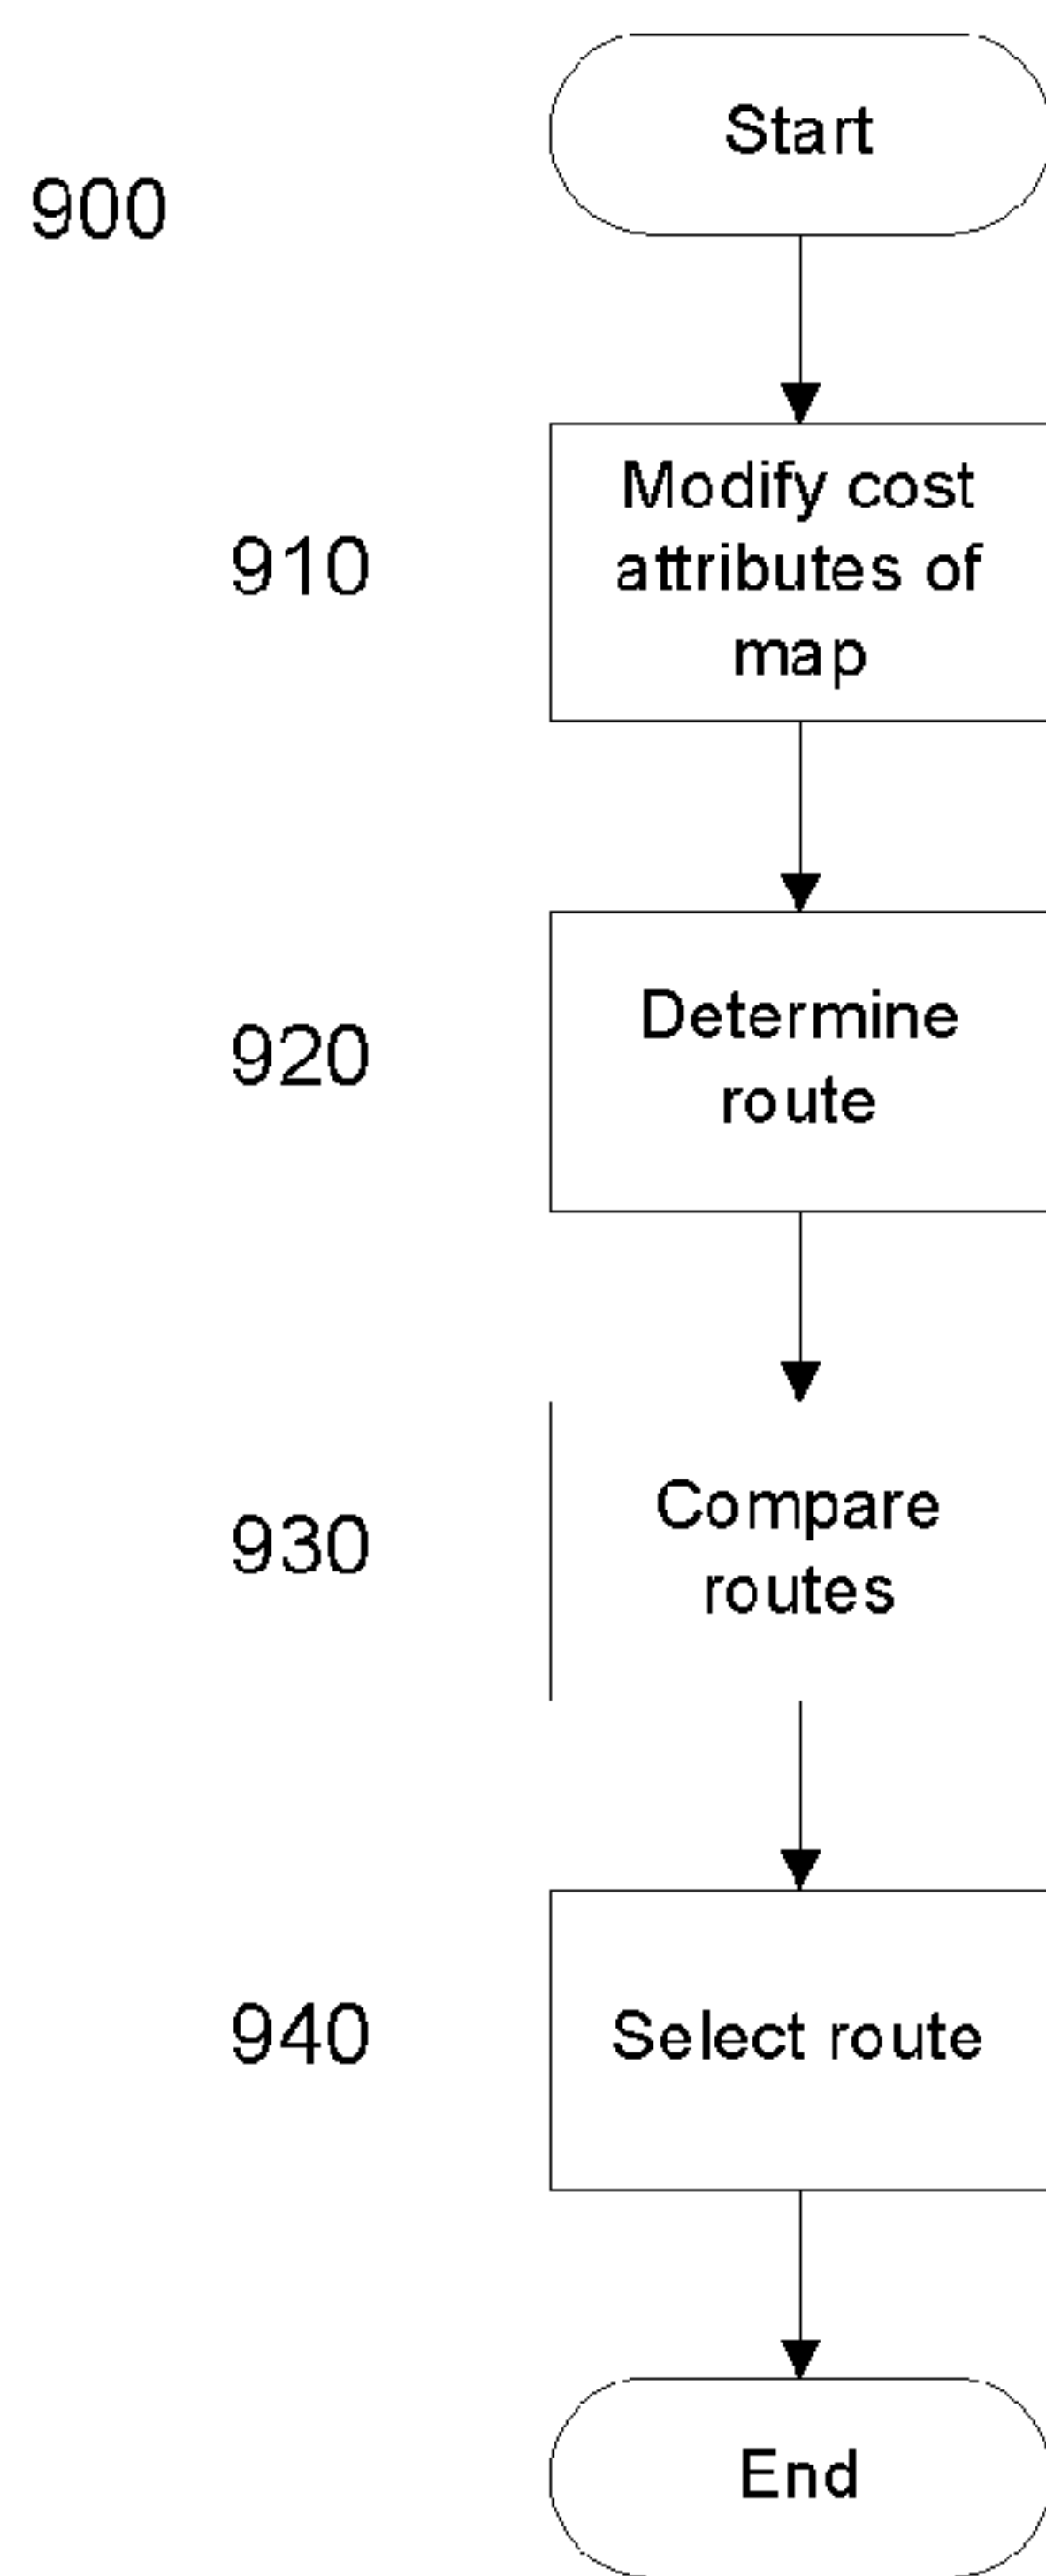 Start
900
Modify cost
910
attributes of
map
Determine
920
route
Compare
930
routes
940
Select route
End